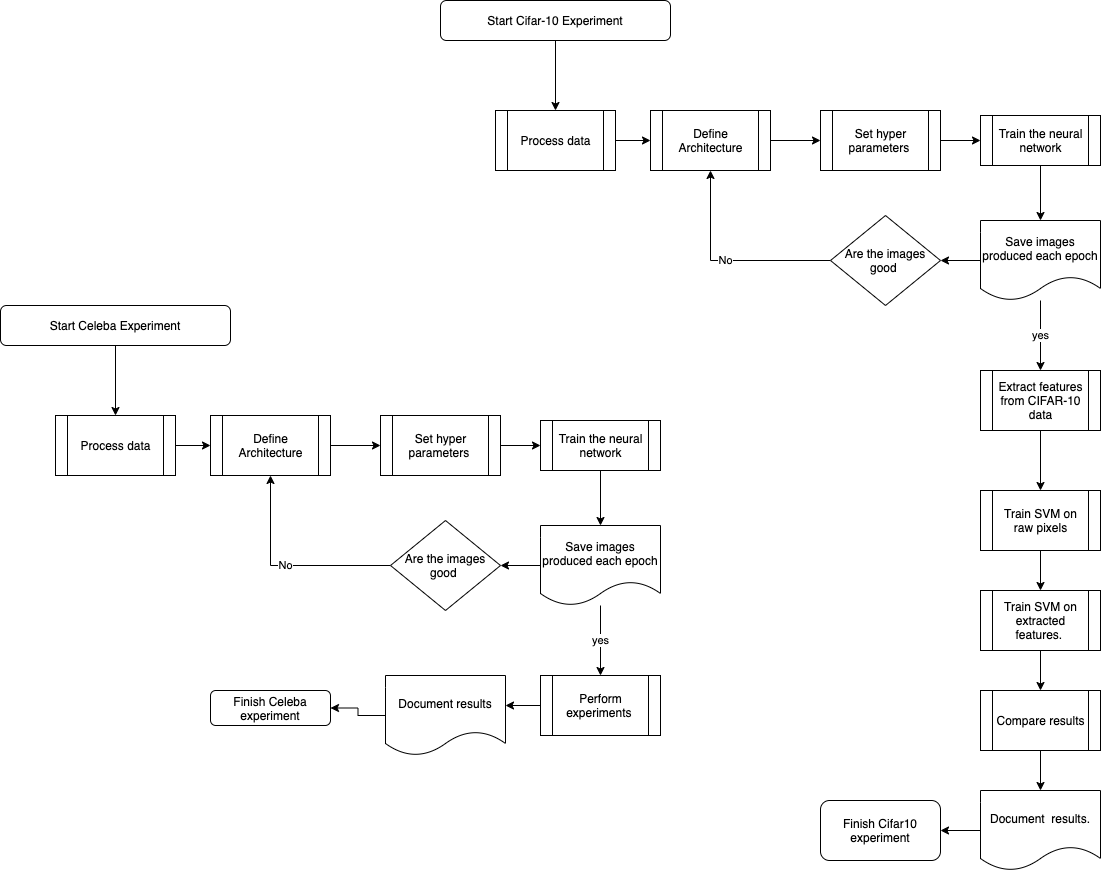 Start Cifar-10 Experiment
Process data
Define
Architecture
Set hyper
parameters
Train the neural
network
Save images
produced each epoch
Are the images
good
No
yes
Extract features
from CIFAR-10
data
Train SVM on
raw pixels
Train SVM on
extracted
features.
Compare results
Document results.
Finish Cifar10
experiment
Start Celeba Experiment
Process data
Define
Architecture
Set hyper
parameters
Train the neural
network
Save images
produced each epoch
Are the images
good
No
yes
Perform
experiments
Document results
Finish Celeba
experiment